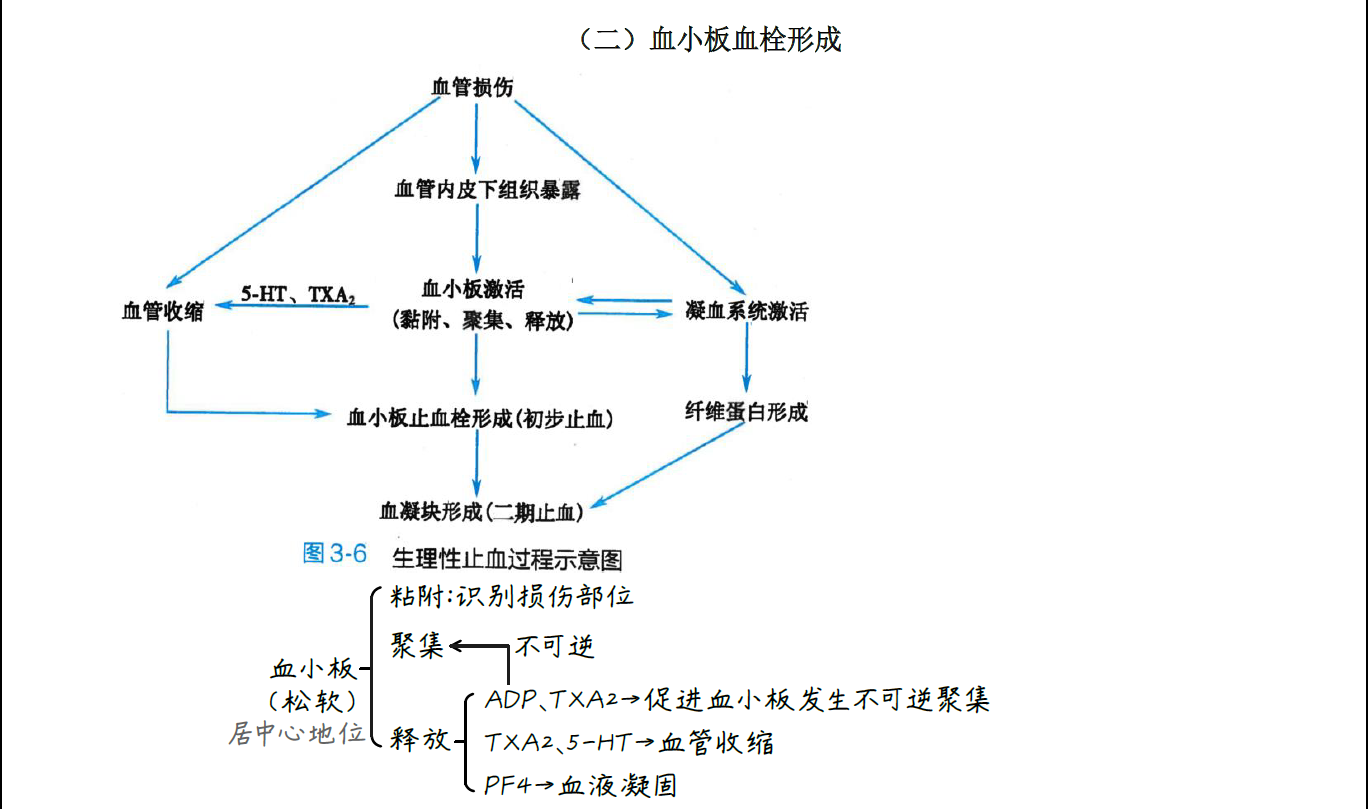 （二）血小板血栓形成
血管损伤
血管内皮下组织暴露
5-HT、TXA₂
血小板激活
血管收缩
(黏附、聚集、释放)
凝血系统激活
血小板止血栓形成(初步止血)
纤维蛋白形成
血凝块形成(二期止血)
图3-6 生理性止血过程示意图
粘附:识别损伤部位
聚集 不可逆
血小板
（松软）
居中心地位
释放
ADP、TXA2→促进血小板发生不可逆聚集
TXA2、5-HT→血管收缩
PF4→血液凝固